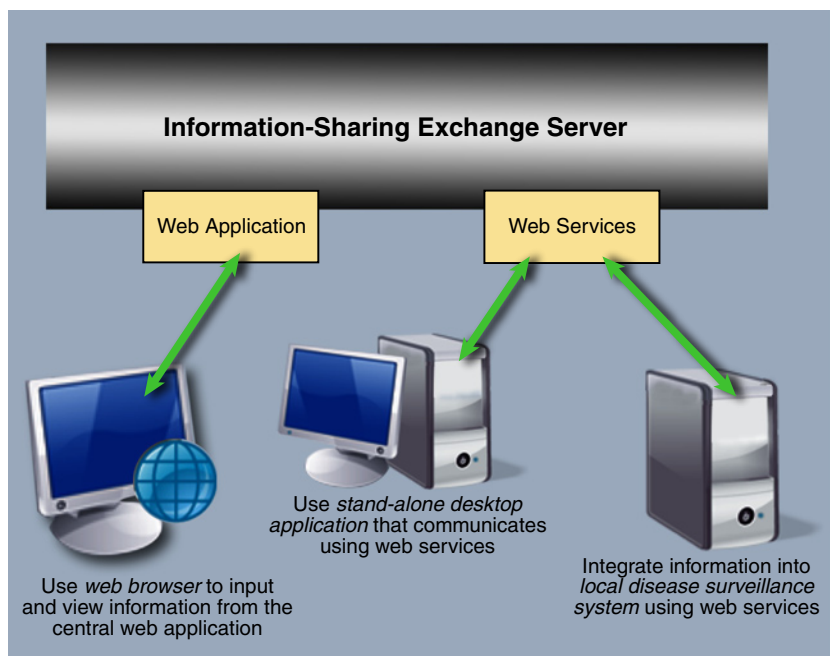 Information-Sharing Exchange Server
Web Application
Web Services
Use stand-alone desktop
application that communicates
using web services
Use web browser to input
and view information from the
central web application
Integrate information into
local disease surveillance
system using web services